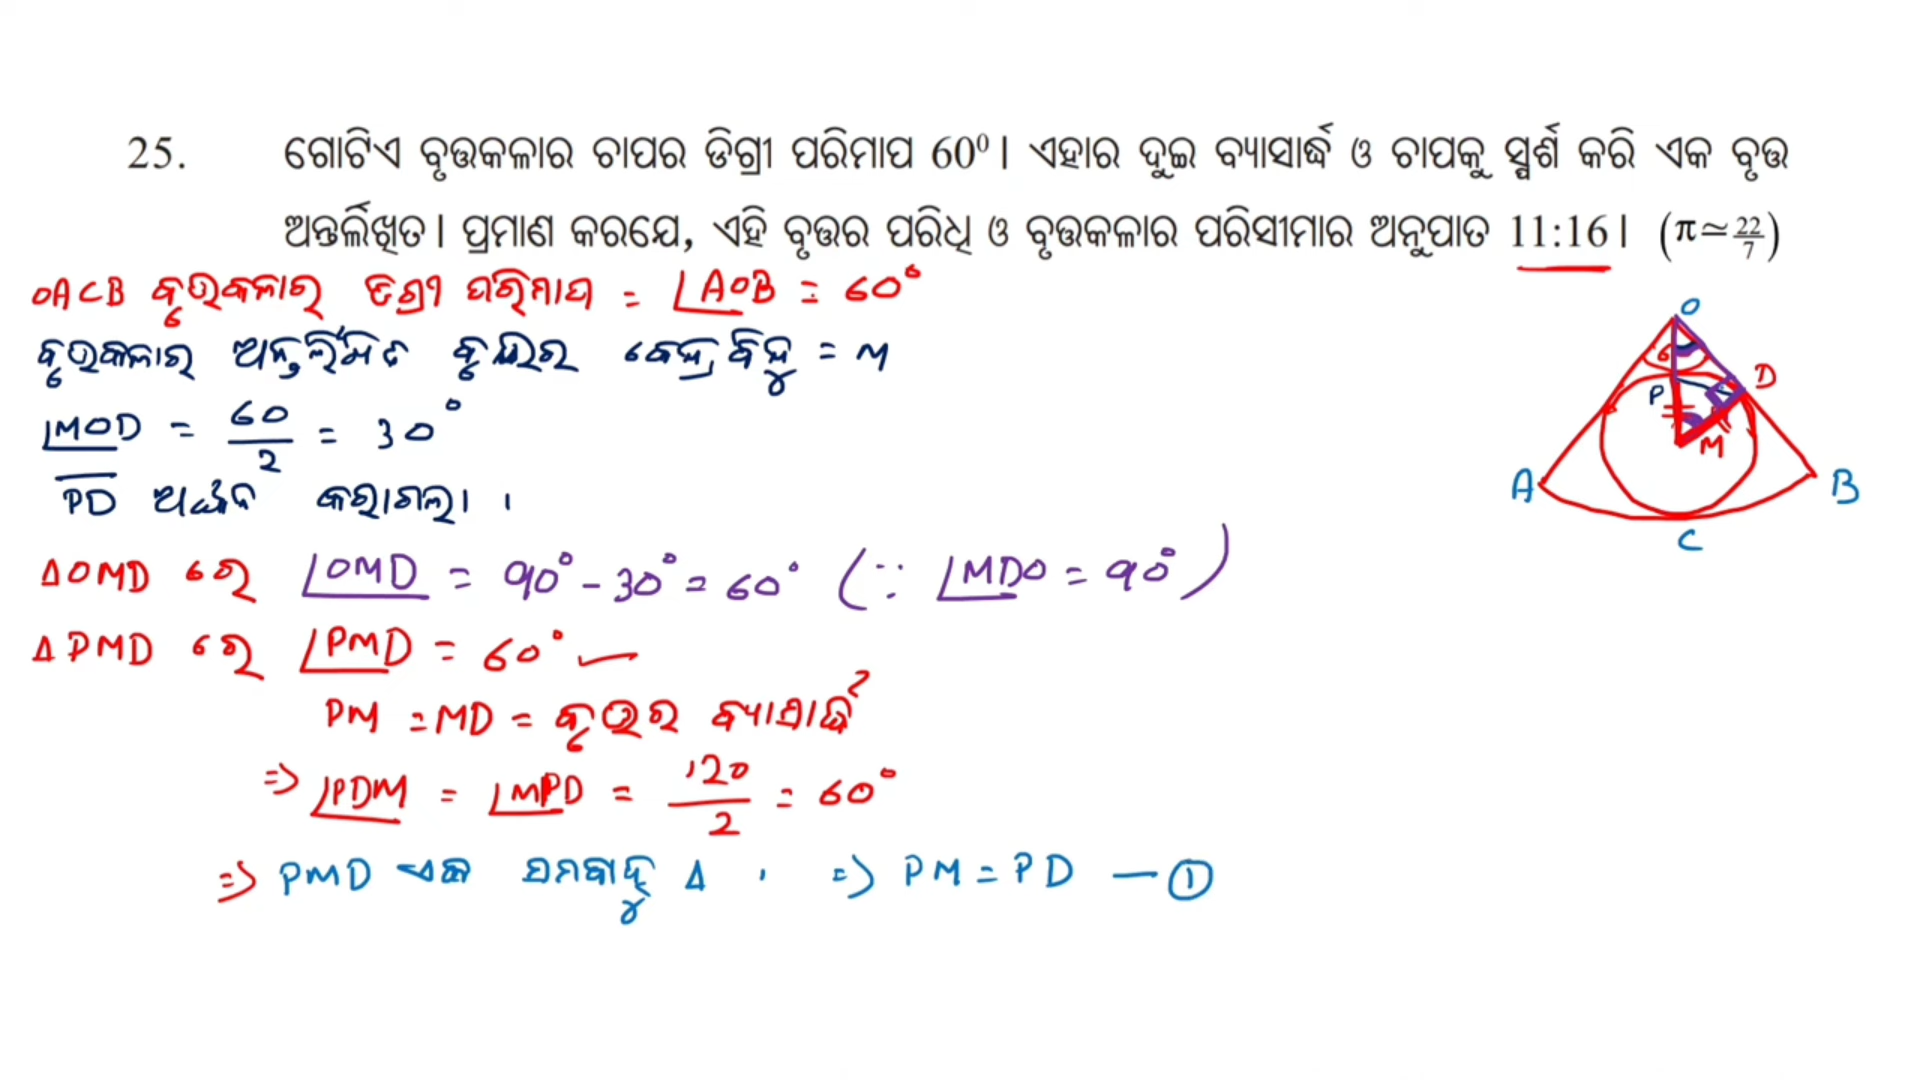 25. ଗୋଟିଏ ବୃତ୍ତକଳାର ଚାପର ଡିଗ୍ରୀ ପରିମାପ 60⁰। ଏହାର ଦୁଇ ବ୍ୟାସାର୍ଦ୍ଧ ଓ ଚାପକୁ ସ୍ପର୍ଶ କରି ଏକ ବୃତ୍ତ
ଅନ୍ତର୍ଲିଖିତ। ପ୍ରମାଣ କରଯେ, ଏହି ବୃତ୍ତର ପରିଧି ଓ ବୃତ୍ତକଳାର ପରିସୀମାର ଅନୁପାତ 11:16। (π≃22/7)
OACB ବୃତ୍ତକଳାର ଡିଗ୍ରୀ ପରିମାପ = ∠AOB = 60°
ବୃତ୍ତକଳାର ଅନ୍ତର୍ଲିଖିତ ବୃତ୍ତର କେନ୍ଦ୍ରବିନ୍ଦୁ = M
∠MOD = 60/2 = 30°
PD ଅଙ୍କନ କରାଗଲା।
ΔOMD ରେ ∠OMD = 90° - 30° = 60° (∵ ∠MDO = 90°)
ΔPMD ରେ ∠PMD = 60°
PM = MD = ବୃତ୍ତର ବ୍ୟାସାର୍ଦ୍ଧ
⇒ ∠PDM = ∠MPD = 120/2 = 60°
⇒ PMD ଏକ ସମବାହୁ Δ । ⇒ PM = PD — ①
O
6
P
D
M
A
B
C